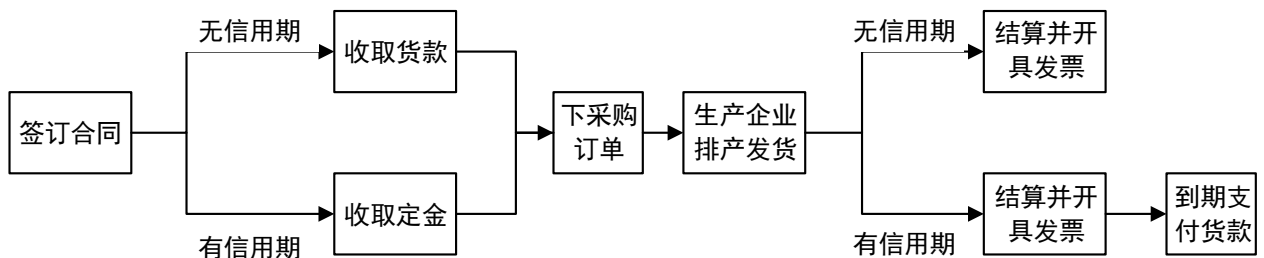 签订合同
无信用期
收取货款
收取定金
有信用期
下采购
订单
生产企业
排产发货
无信用期
结算并开
具发票
有信用期
结算并开
具发票
到期支
付货款